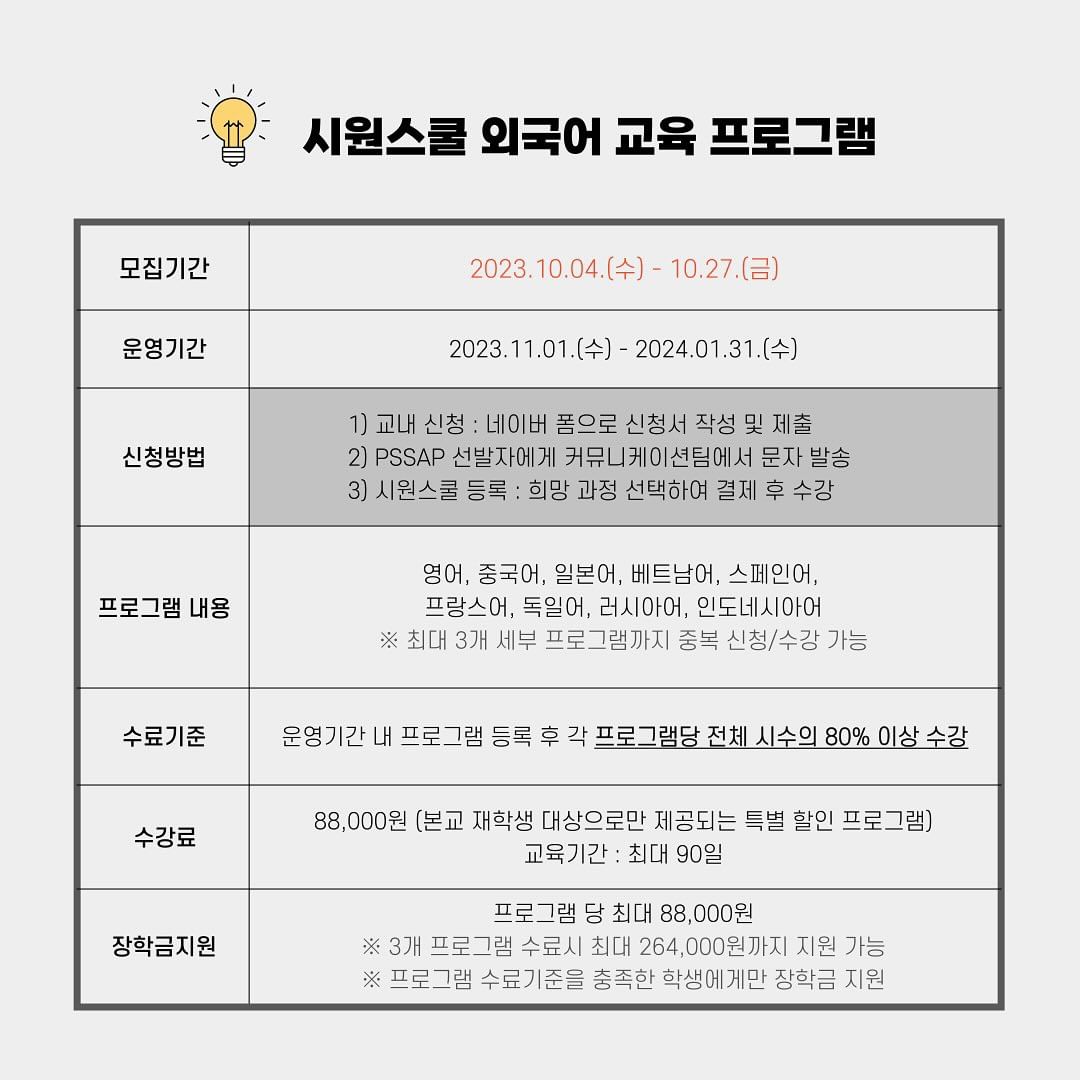 시원스쿨 외국어 교육 프로그램
모집기간
2023.10.04.(수) - 10.27.(금)
운영기간
2023.11.01.(수) - 2024.01.31.(수)
신청방법
1) 교내 신청 : 네이버 폼으로 신청서 작성 및 제출
2) PSSAP 선발자에게 커뮤니케이션팀에서 문자 발송
3) 시원스쿨 등록 : 희망 과정 선택하여 결제 후 수강
프로그램 내용
영어, 중국어, 일본어, 베트남어, 스페인어,
프랑스어, 독일어, 러시아어, 인도네시아어
※ 최대 3개 세부 프로그램까지 중복 신청/수강 가능
수료기준
운영기간 내 프로그램 등록 후 각 프로그램당 전체 시수의 80% 이상 수강
수강료
88,000원 (본교 재학생 대상으로만 제공되는 특별 할인 프로그램)
교육기간 : 최대 90일
장학금지원
프로그램 당 최대 88,000원
※ 3개 프로그램 수료시 최대 264,000원까지 지원 가능
※ 프로그램 수료기준을 충족한 학생에게만 장학금 지원